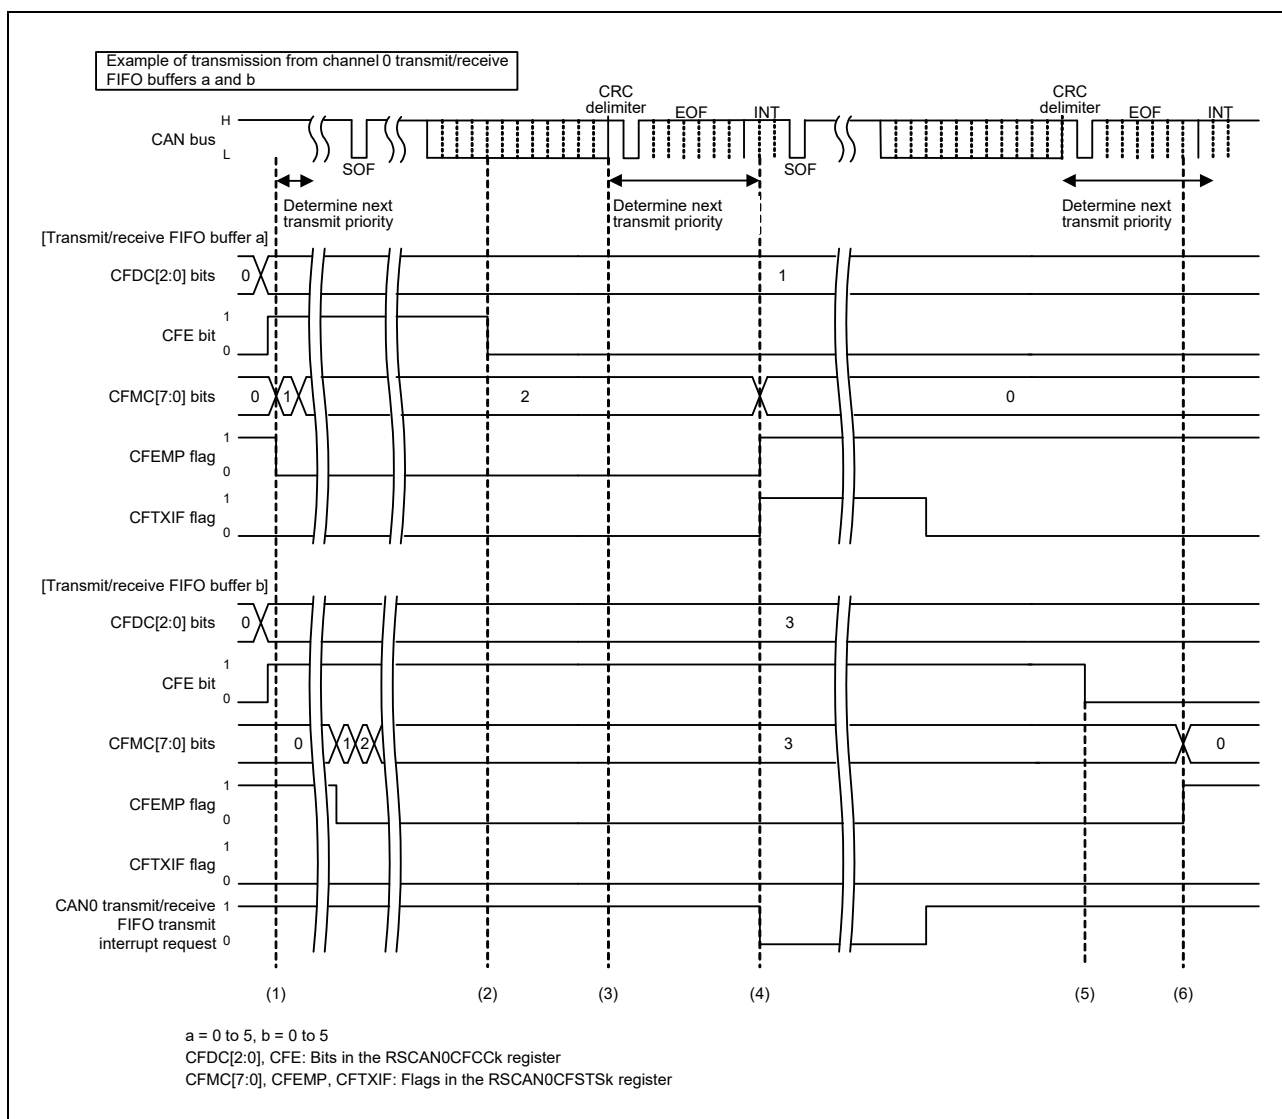 Example of transmission from channel 0 transmit/receive
FIFO buffers a and b
CRC
delimiter
EOF
INT
CRC
delimiter
EOF
INT
H
CAN bus
L
SOF
SOF
Determine next
transmit priority
Determine next
transmit priority
Determine next
transmit priority
[Transmit/receive FIFO buffer a]
CFDC[2:0] bits
0
1
1
CFE bit
0
CFMC[7:0] bits
0
1
2
0
1
CFEMP flag
0
1
CFTXIF flag
0
[Transmit/receive FIFO buffer b]
CFDC[2:0] bits
0
3
1
CFE bit
0
CFMC[7:0] bits
0
1
2
3
0
1
CFEMP flag
0
1
CFTXIF flag
0
CAN0 transmit/receive
FIFO transmit
interrupt request
1
0
(1)
(2)
(3)
(4)
(5)
(6)
a = 0 to 5, b = 0 to 5
CFDC[2:0], CFE: Bits in the RSCAN0CFCCk register
CFMC[7:0], CFEMP, CFTXIF: Flags in the RSCAN0CFSTSk register